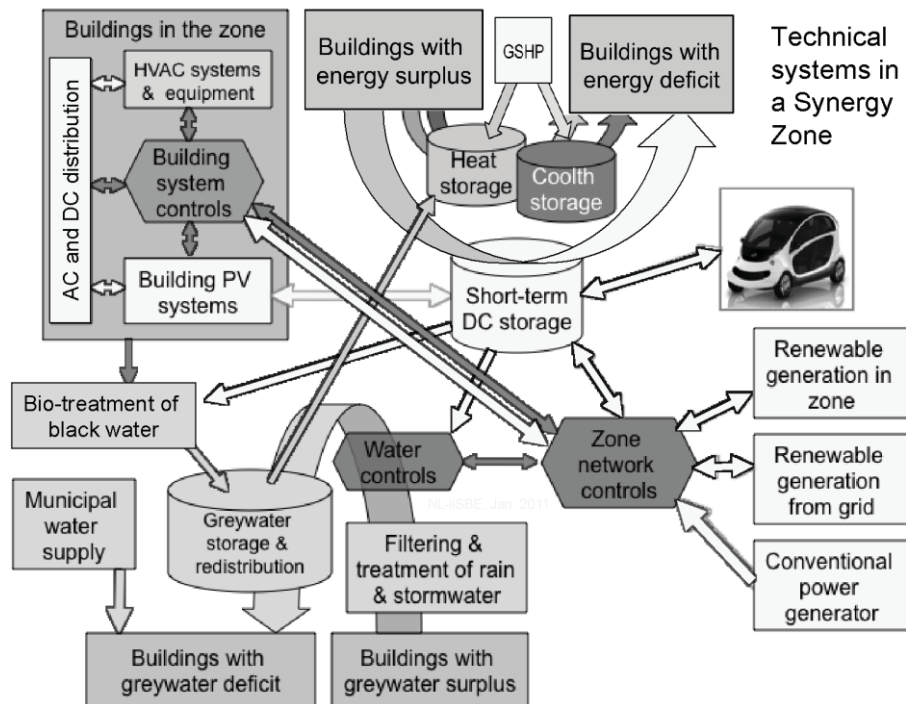 Buildings in the zone
HVAC systems
& equipment
AC and DC distribution
Building
system
controls
Building PV
systems
Buildings with
energy surplus
GSHP
Buildings with
energy deficit
Technical
systems in
a Synergy
Zone
Heat
storage
Coolth
storage
Short-term
DC storage
Bio-treatment of
black water
Municipal
water
supply
Greywater
storage &
redistribution
Water
controls
Zone
network
controls
Renewable
generation in
zone
Renewable
generation
from grid
Conventional
power
generator
NL-iiSBE, Jan. 2011
Filtering &
treatment of rain
& stormwater
Buildings with
greywater deficit
Buildings with
greywater surplus